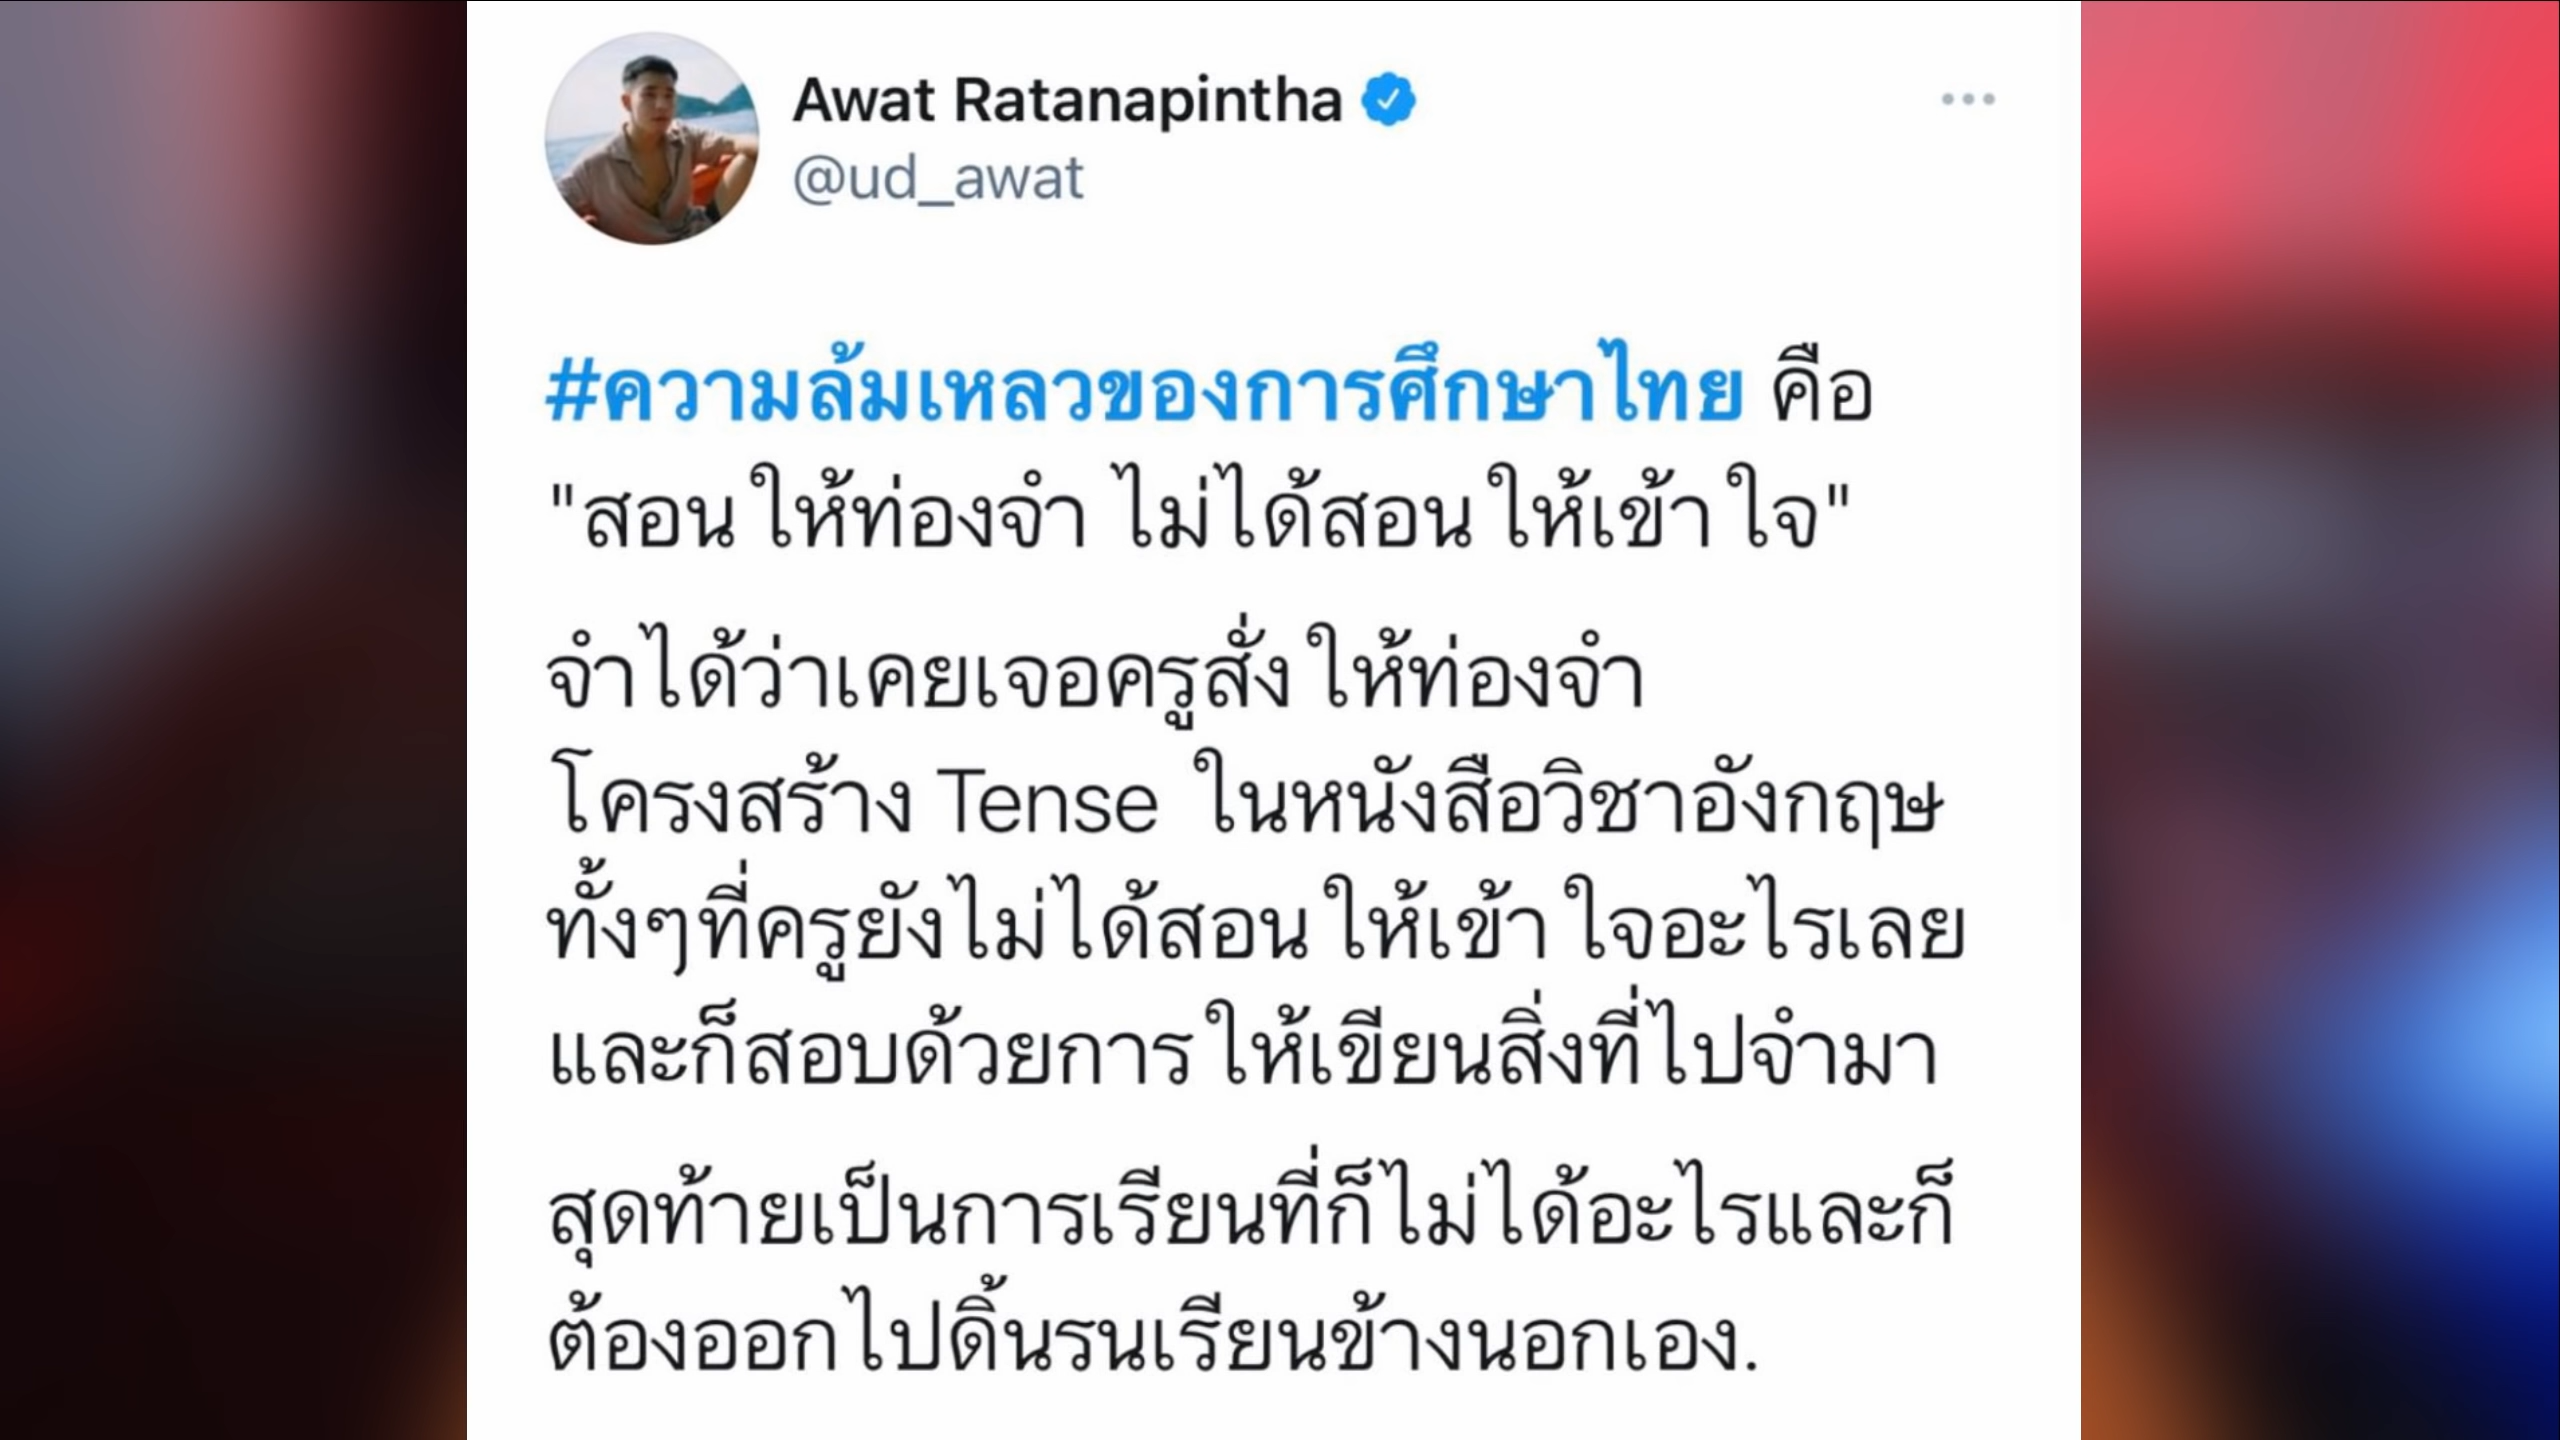 Awat Ratanapintha
@ud_awat
#ความล้มเหลวของการศึกษาไทย คือ
"สอนให้ท่องจำ ไม่ได้สอนให้เข้าใจ"
จำได้ว่าเคยเจอครูสั่งให้ท่องจำ
โครงสร้าง Tense ในหนังสือวิชาอังกฤษ
ทั้งๆที่ครูยังไม่ได้สอนให้เข้าใจอะไรเลย
และก็สอบด้วยการให้เขียนสิ่งที่ไปจำมา
สุดท้ายเป็นการเรียนที่ก็ไม่ได้อะไรและก็
ต้องออกไปดิ้นรนเรียนข้างนอกเอง.